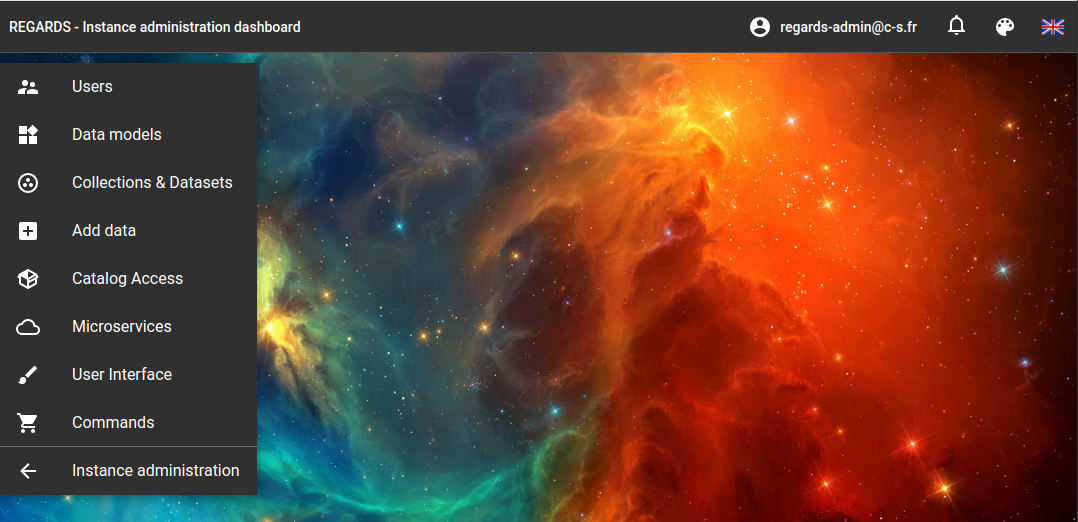 REGARDS - Instance administration dashboard
regards-admin@c-s.fr
Users
Data models
Collections & Datasets
Add data
Catalog Access
Microservices
User Interface
Commands
Instance administration